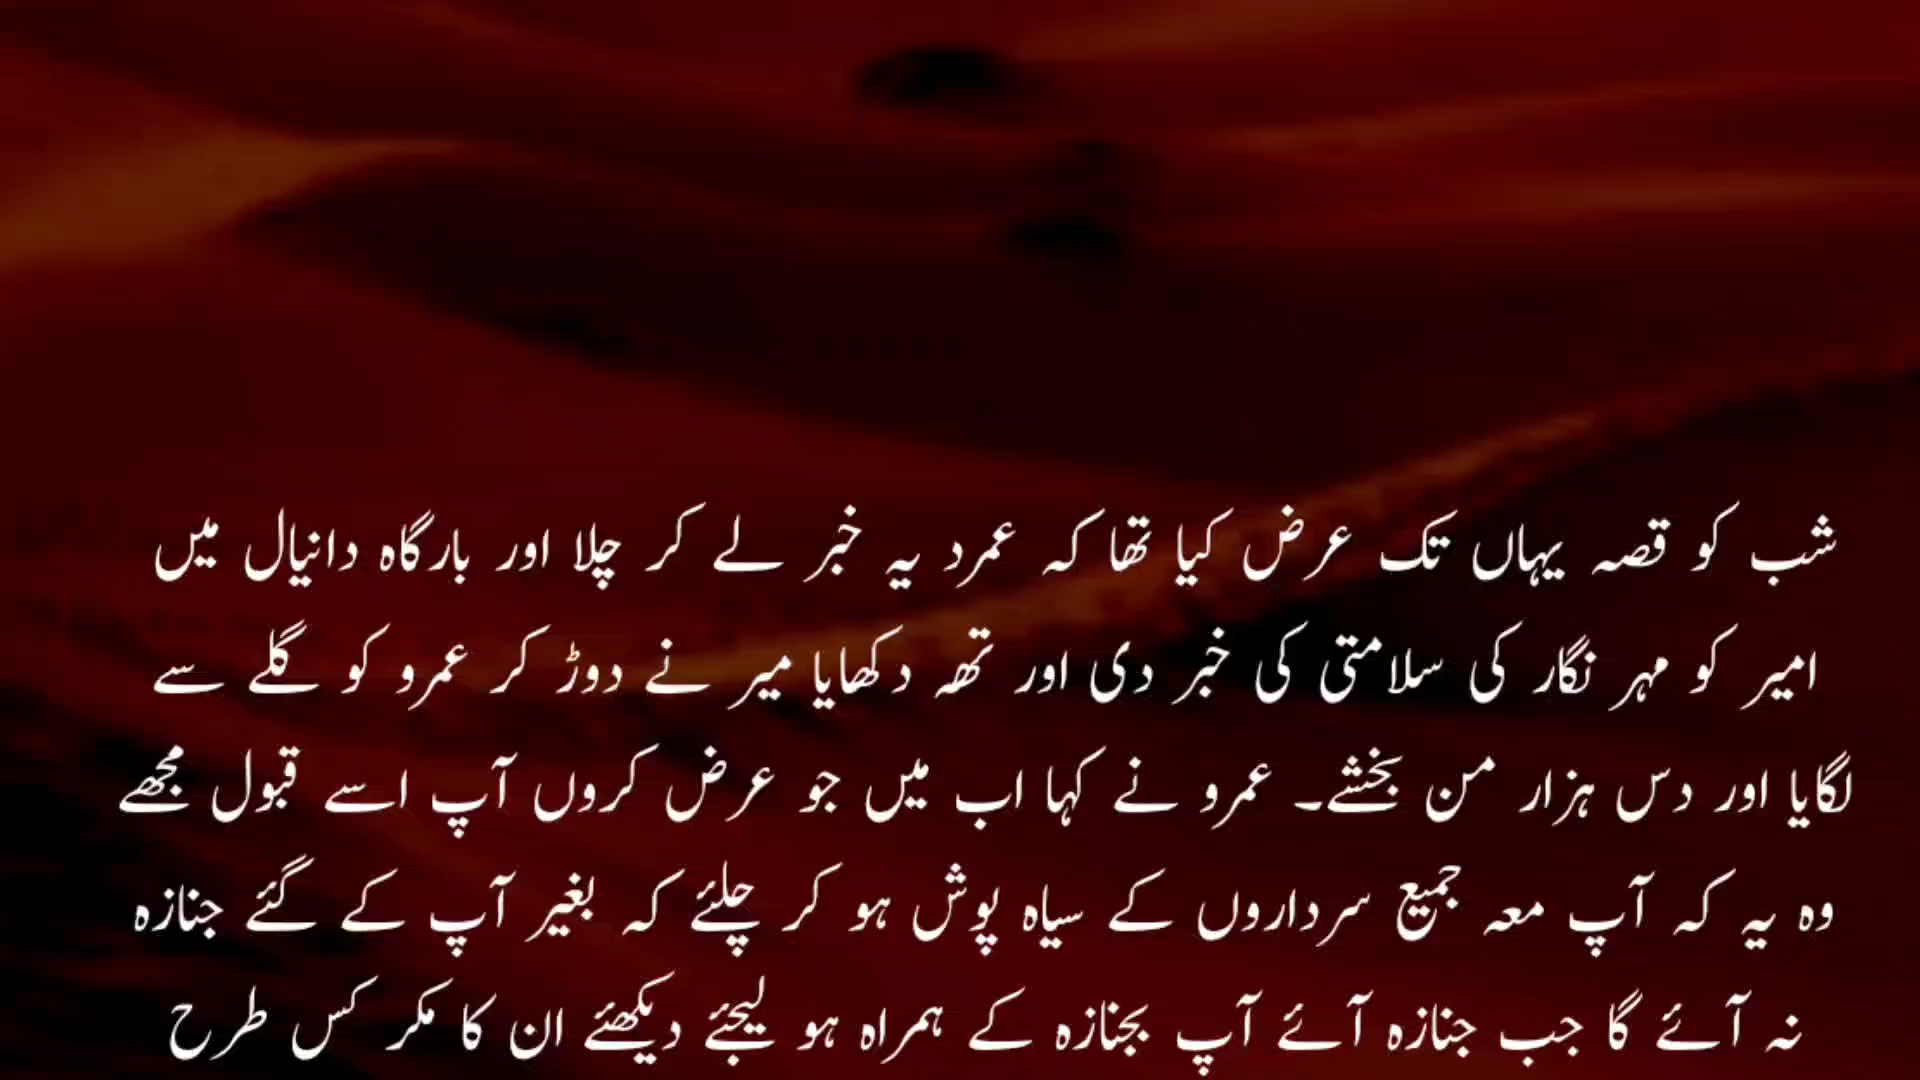 شب کو قصہ یہاں تک عرض کیا تھا کہ عمرد یہ خبر لے کر چلا اور بارگاہ دانیال میں
امیر کو مہر نگار کی سلامتی کی خبر دی اور تھہ دکھایا میر نے دوڑ کر عمرو کو گلے سے
لگایا اور دس ہزار من بخشے۔ عمرو نے کہا اب میں جو عرض کروں آپ اسے قبول مجھے
وہ یہ کہ آپ معہ جمیع سرداروں کے سیاہ پوش ہو کر چلئے کہ بغیر آپ کے گئے جنازہ
نہ آئے گا جب جنازہ آئے آپ بجنازہ کے ہمراہ ہو لیجئے دیکھئے ان کا مکر کس طرح